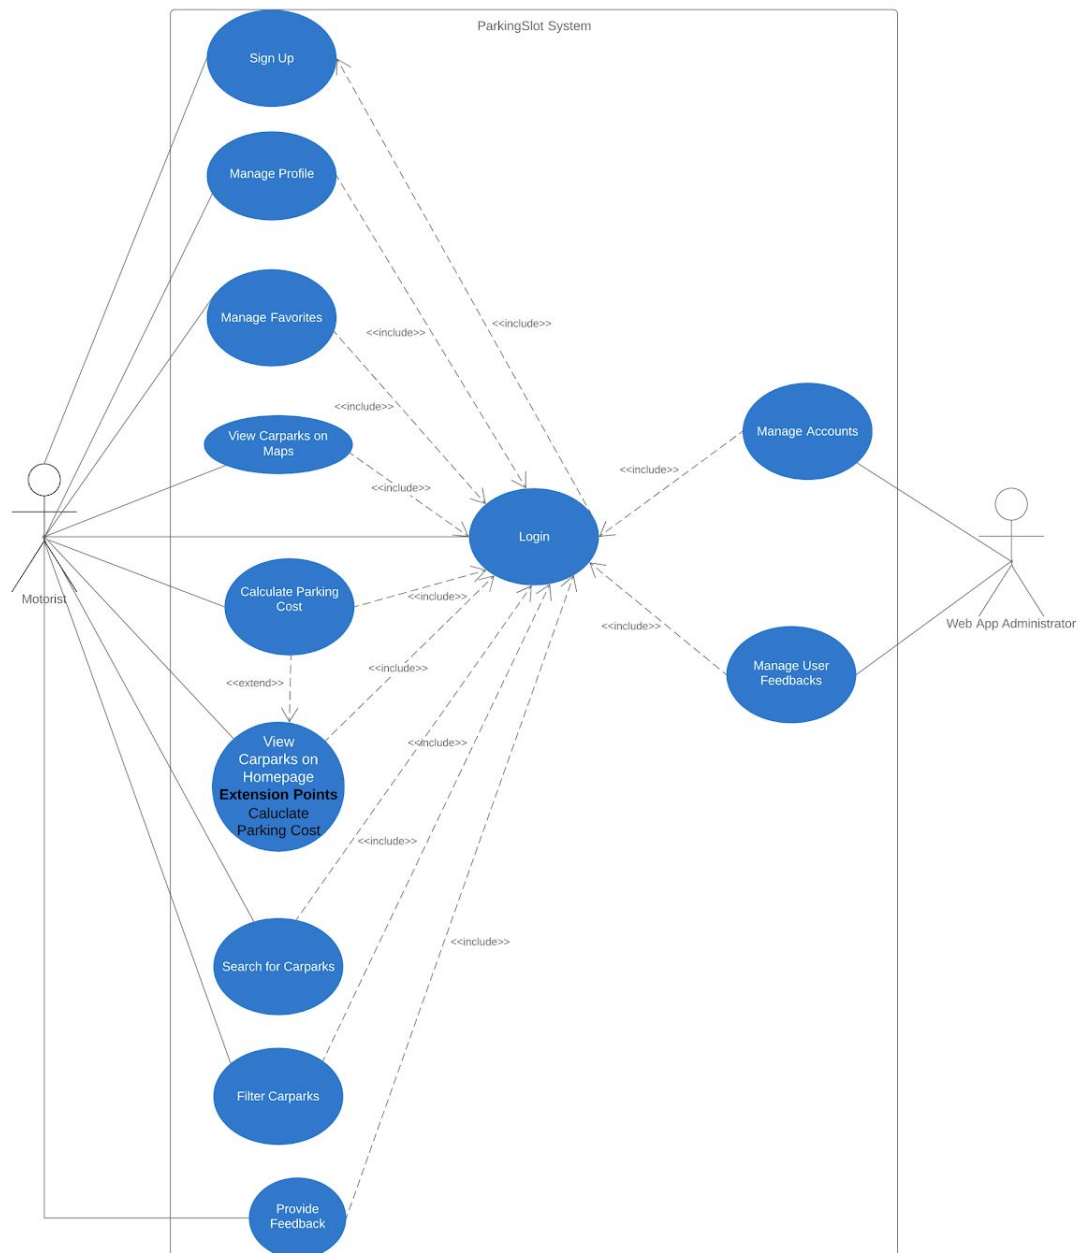 ParkingSlot System
Sign Up
Manage Profile
Manage Favorites
<<include>>
<<include>>
<<include>>
View Carparks on
Maps
Manage Accounts
<<include>>
<<include>>
Login
Calculate Parking
Cost
<<include>>
Motorist
Web App Administrator
<<include>>
<<include>>
Manage User
Feedbacks
<<extend>>
View
Carparks on
Homepage
Extension Points
Caluclate
Parking Cost
<<include>>
<<include>>
<<include>>
Search for Carparks
Filter Carparks
Provide
Feedback